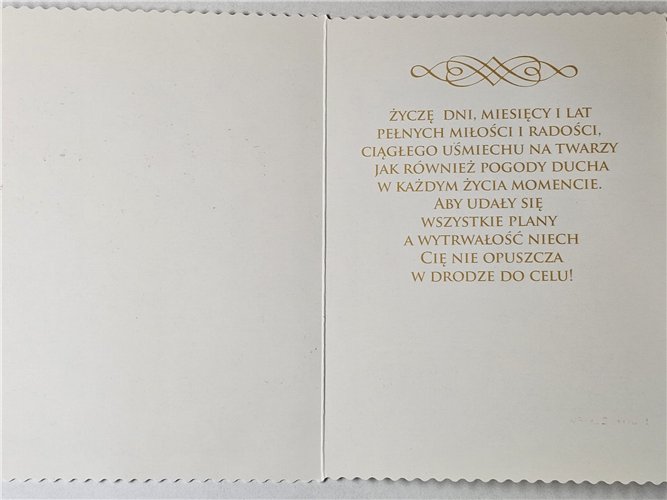 ŻYCZĘ DNI, MIESIĘCY I LAT
PEŁNYCH MIŁOŚCI I RADOŚCI,
CIĄGŁEGO UŚMIECHU NA TWARZY
JAK RÓWNIEŻ POGODY DUCHA
W KAŻDYM ŻYCIA MOMENCIE.
ABY UDAŁY SIĘ
WSZYSTKIE PLANY
A WYTRWAŁOŚĆ NIECH
CIĘ NIE OPUSZCZA
W DRODZE DO CELU!